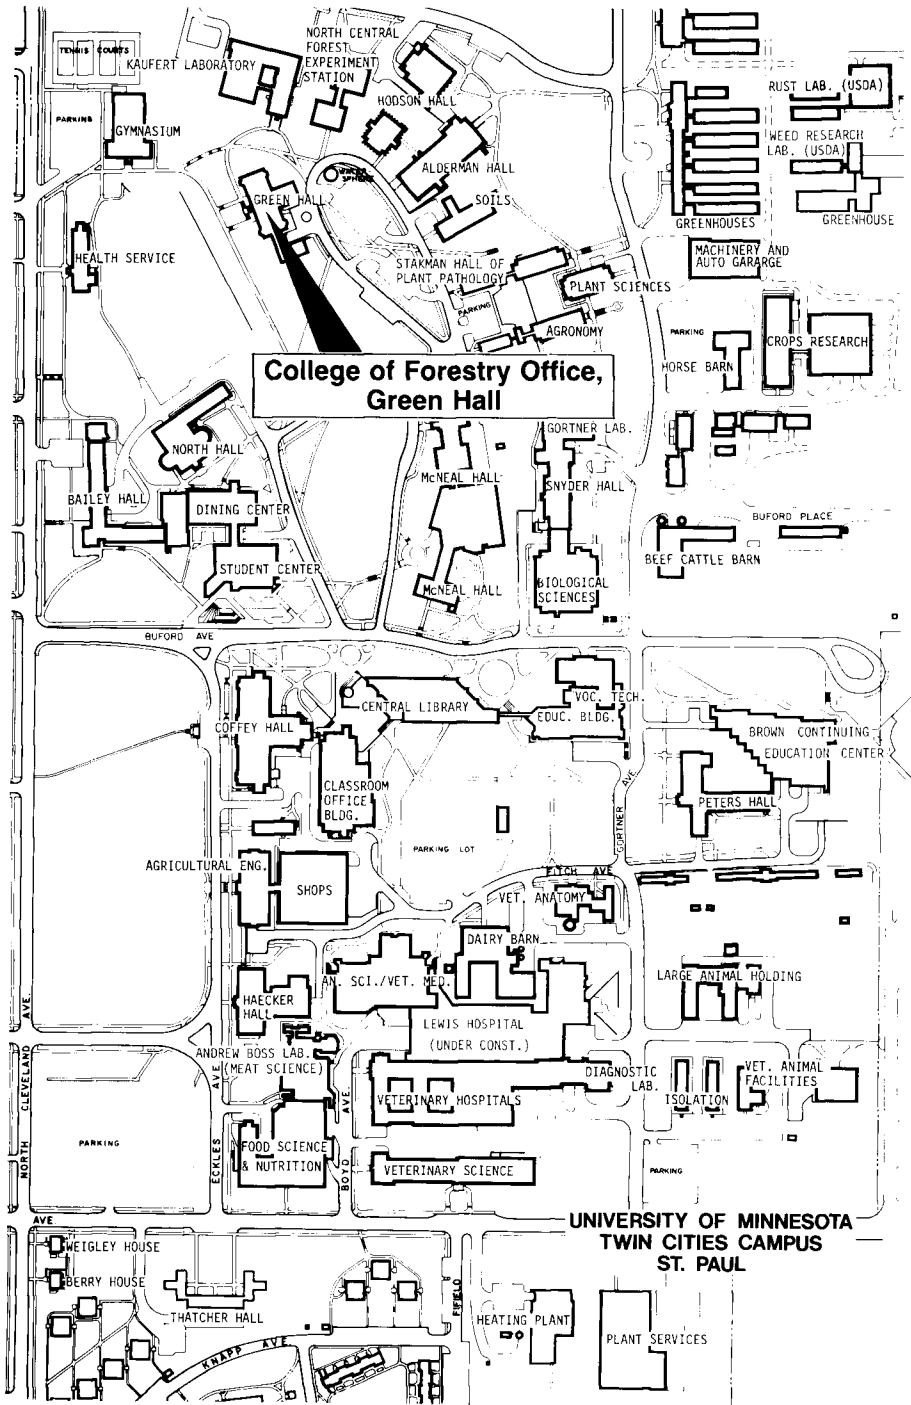 NORTH CENTRAL
FOREST
EXPERIMENT
STATION
TENNIS COURTS
KAUFERT LABORATORY
HODSON HALL
RUST LAB. (USDA)
PARKING
GYMNASIUM
WEED RESEARCH
LAB. (USDA)
ALDERMAN HALL
GREEN HALL
SOILS
GREENHOUSES
GREENHOUSE
HEALTH SERVICE
STAKMAN HALL OF
PLANT PATHOLOGY
MACHINERY AND
AUTO GARARGE
PLANT SCIENCES
PARKING
AGRONOMY
PARKING
HORSE BARN
CROPS RESEARCH
College of Forestry Office,
Green Hall
GORTNER LAB.
NORTH HALL
McNEAL HALL
SNYDER HALL
BAILEY HALL
DINING CENTER
BUFORD PLACE
STUDENT CENTER
BEEF CATTLE BARN
McNEAL HALL
BIOLOGICAL
SCIENCES
BUFORD AVE
CENTRAL LIBRARY
VOC. TECH.
EDUC. BLDG.
COFFEY HALL
BROWN CONTINUING
EDUCATION CENTER
CLASSROOM
OFFICE
BLDG.
PETERS HALL
GORTNER AVE.
PARKING LOT
AGRICULTURAL ENG.
SHOPS
FITCH AVE
VET. ANATOMY
DAIRY BARN
AN. SCI./VET. MED.
LARGE ANIMAL HOLDING
HAECKER
HALL
LEWIS HOSPITAL
(UNDER CONST.)
ANDREW BOSS LAB.
(MEAT SCIENCE)
DIAGNOSTIC
LAB.
VET. ANIMAL
FACILITIES
ISOLATION
VETERINARY HOSPITALS
NORTH CLEVELAND AVE.
ECKLES AVE
BOYD AVE
PARKING
FOOD SCIENCE
& NUTRITION
VETERINARY SCIENCE
PARKING
UNIVERSITY OF MINNESOTA
TWIN CITIES CAMPUS
ST. PAUL
AVE.
WEIGLEY HOUSE
BERRY HOUSE
THATCHER HALL
FIFIELD
HEATING PLANT
PLANT SERVICES
KNAPP AVE